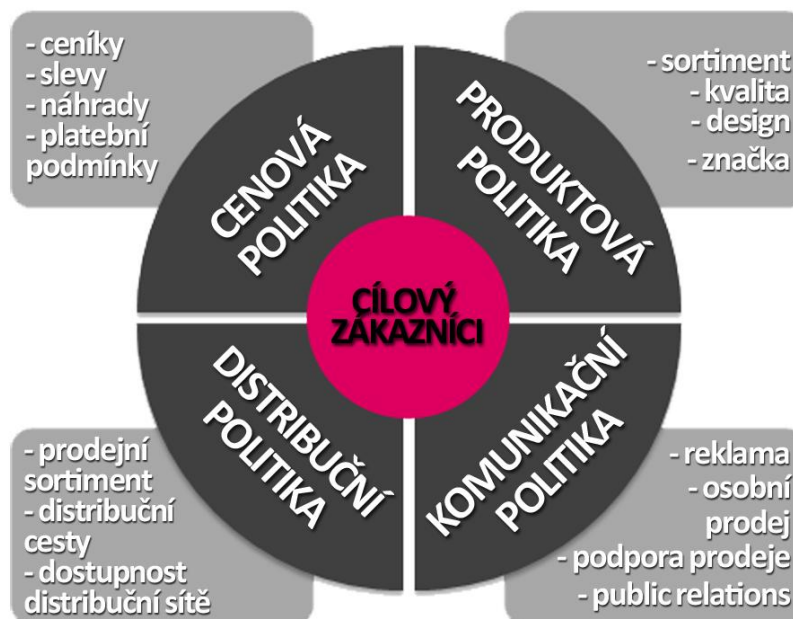 - ceníky
- slevy
- náhrady
- platební
podmínky
- sortiment
- kvalita
- design
- značka
CENOVÁ
POLITIKA
PRODUKTOVÁ
POLITIKA
CÍLOVÝ
ZÁKAZNÍCI
DISTRIBUČNÍ
POLITIKA
KOMUNIKAČNÍ
POLITIKA
- prodejní
sortiment
- distribuční
cesty
- dostupnost
distribuční sítě
- reklama
- osobní
prodej
- podpora prodeje
- public relations